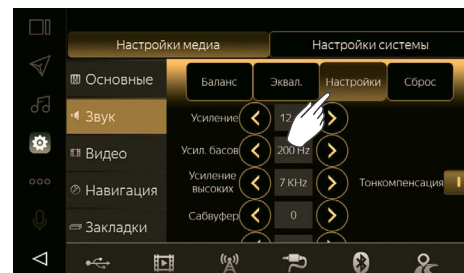 Настройки медиа Настройки системы
Основные Баланс Эквал. Настройки Сброс
Звук Усиление 12
Видео Усил. басов 200 Hz
Усиление высоких 7 KHz Тонкомпенсация
Навигация
Сабвуфер 0
Закладки